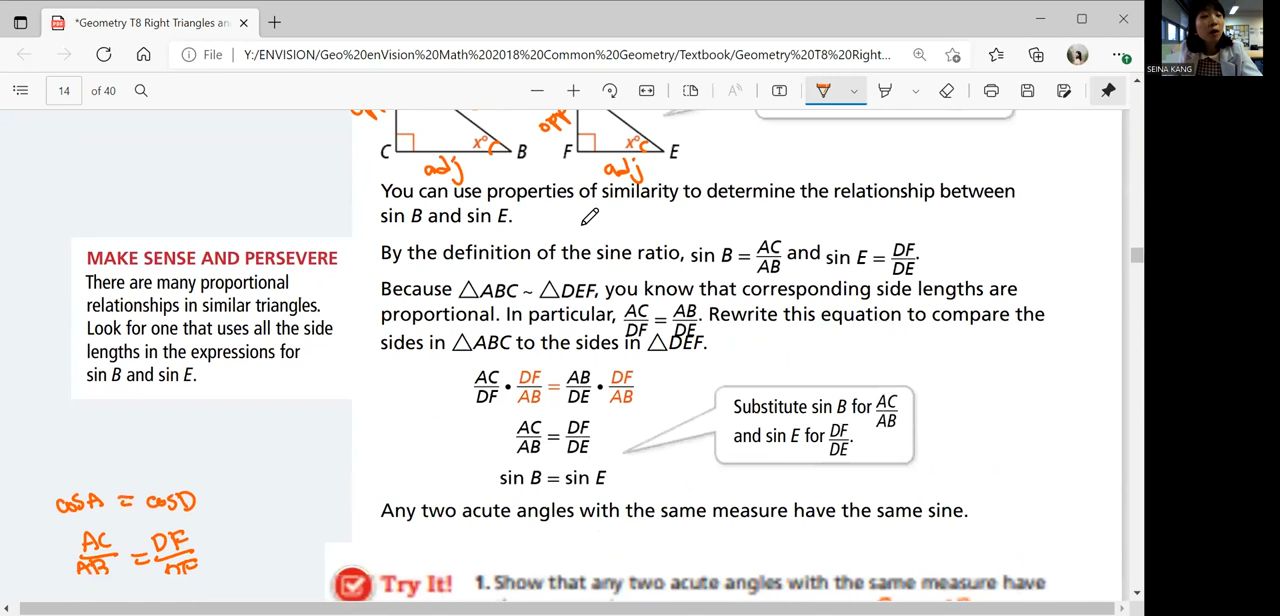 *Geometry T8 Right Triangles an
File
Y:/ENVISION/Geo%20enVision%20Math%202018%20Common%20Geometry/Textbook/Geometry%20T8%20Right...
SEINA KANG
14 of 40
opp
C x° B F x° E
adj adj
You can use properties of similarity to determine the relationship between
sin B and sin E.
By the definition of the sine ratio, sin B = AC/AB and sin E = DF/DE.
Because △ABC ~ △DEF, you know that corresponding side lengths are
proportional. In particular, AC/DF = AB/DE. Rewrite this equation to compare the
sides in △ABC to the sides in △DEF.
MAKE SENSE AND PERSEVERE
There are many proportional
relationships in similar triangles.
Look for one that uses all the side
lengths in the expressions for
sin B and sin E.
AC/DF • DF/AB = AB/DE • DF/AB
AC/AB = DF/DE
sin B = sin E
Substitute sin B for AC/AB
and sin E for DF/DE.
cosA = cosD
AC/AB = DF
Any two acute angles with the same measure have the same sine.
Try It! 1. Show that any two acute angles with the same measure have